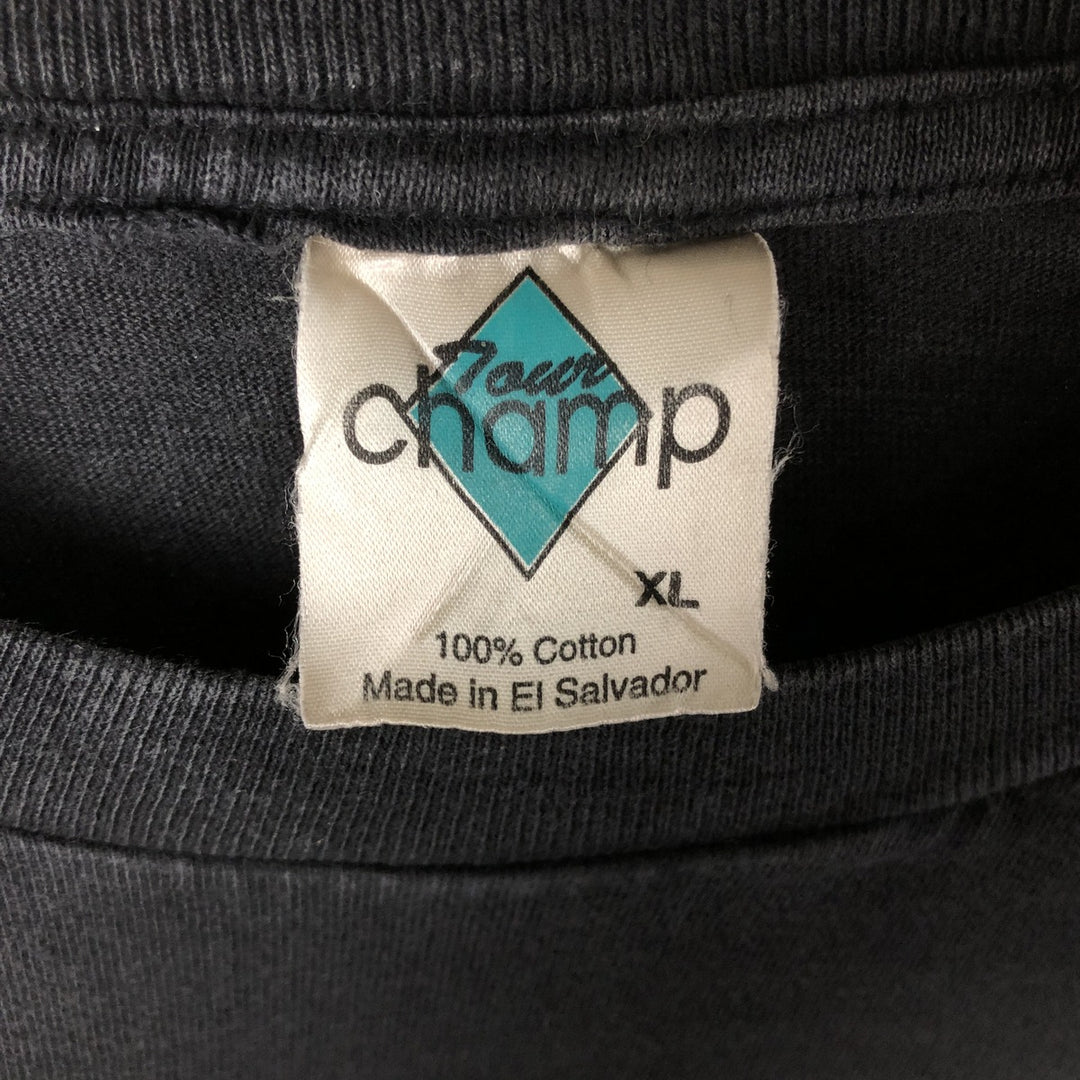 Tour
champ
XL
100% Cotton
Made in El Salvador